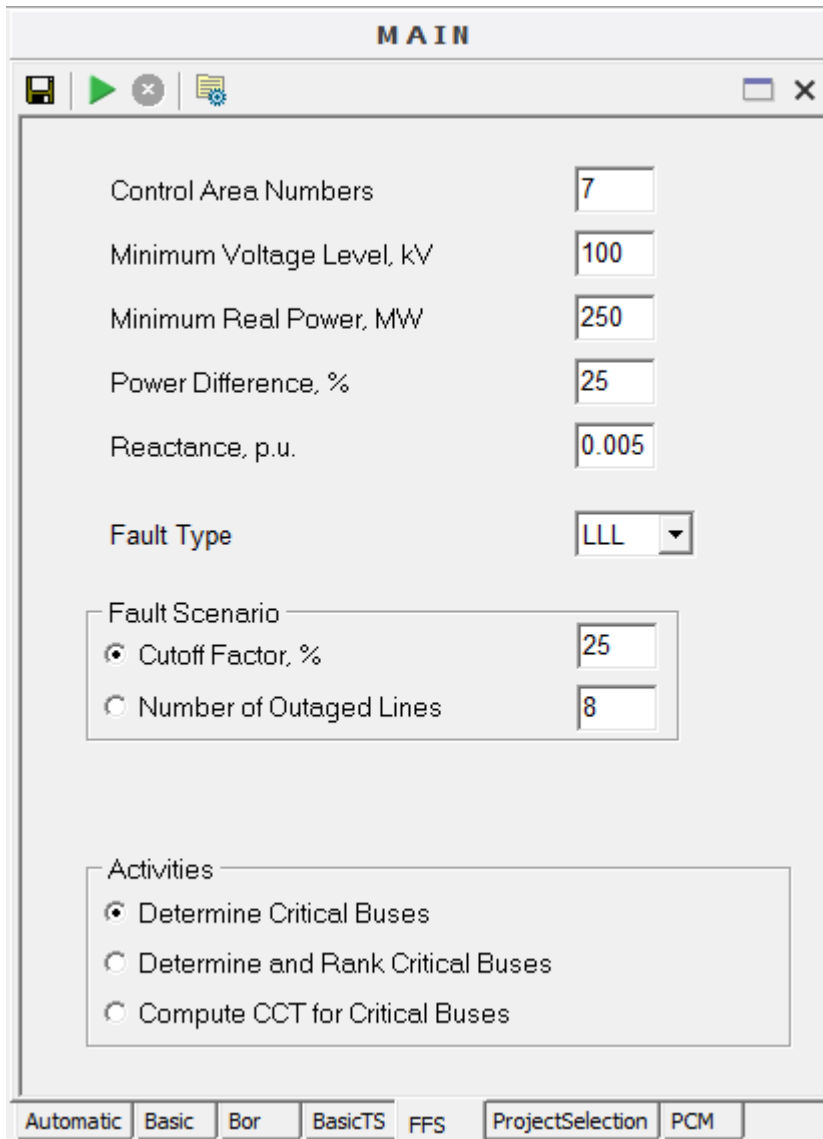 MAIN
Control Area Numbers 7
Minimum Voltage Level, kV 100
Minimum Real Power, MW 250
Power Difference, % 25
Reactance, p.u. 0.005
Fault Type LLL
Fault Scenario
Cutoff Factor, % 25
Number of Outaged Lines 8
Activities
Determine Critical Buses
Determine and Rank Critical Buses
Compute CCT for Critical Buses
Automatic Basic Bor BasicTS FFS ProjectSelection PCM